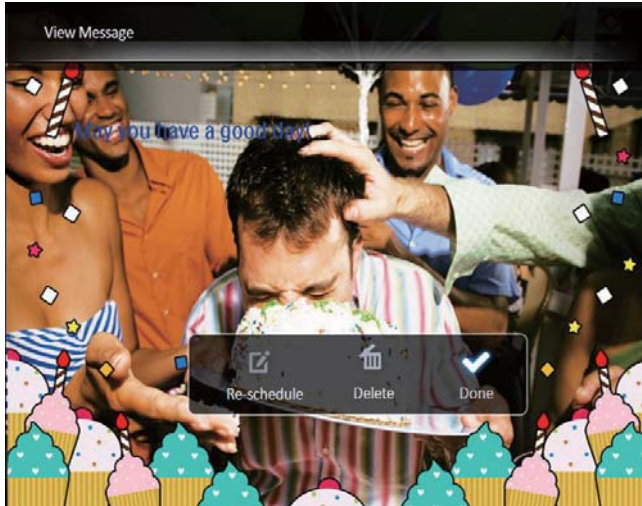 View Message
May you have a good day!
Re-schedule
Delete
Done